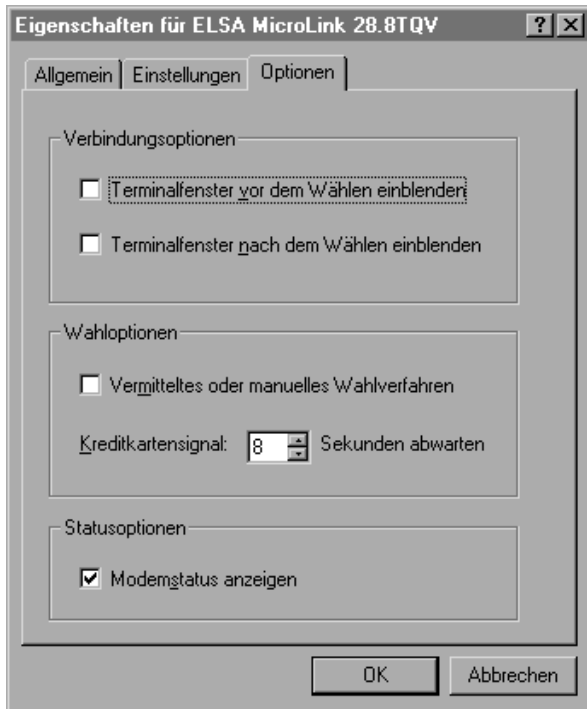 Eigenschaften für ELSA MicroLink 28.8TQV
Allgemein Einstellungen Optionen
Verbindungsoptionen
Terminalfenster vor dem Wählen einblenden
Terminalfenster nach dem Wählen einblenden
Wahloptionen
Vermitteltes oder manuelles Wahlverfahren
Kreditkartensignal: 8 Sekunden abwarten
Statusoptionen
Modemstatus anzeigen
OK Abbrechen